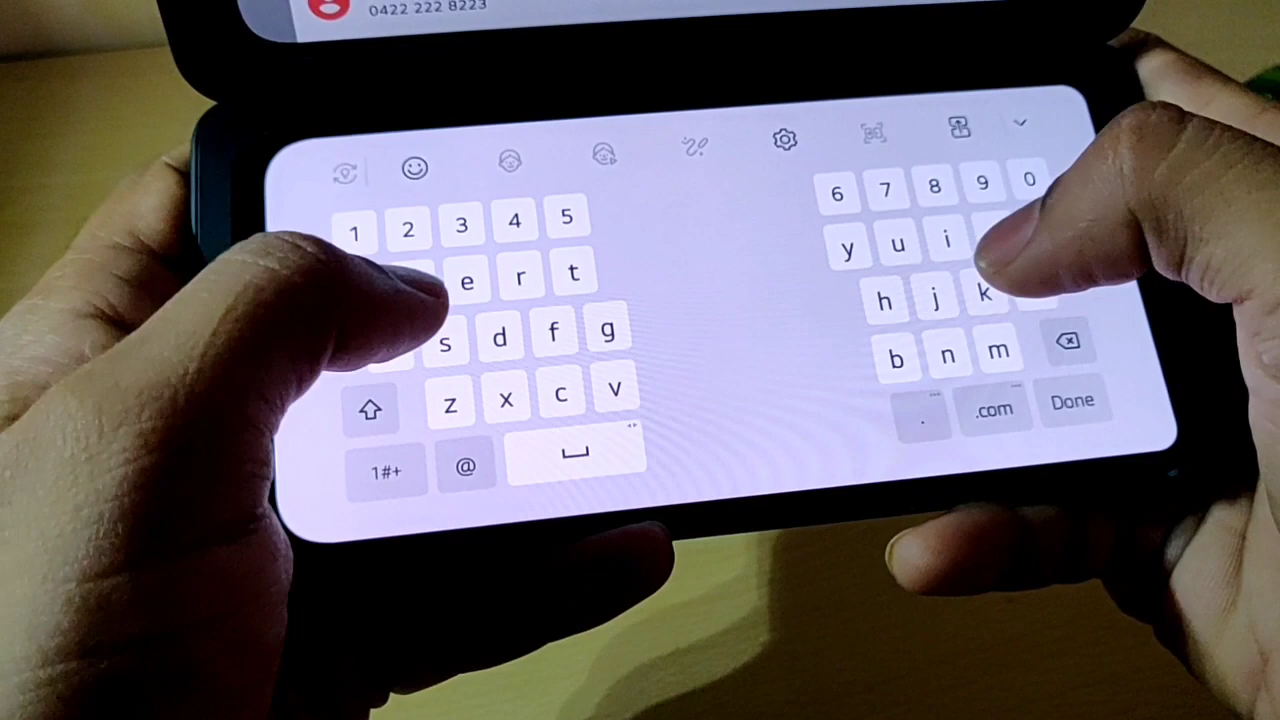 0422 222 8223
1 2 3 4 5 6 7 8 9 0
e r t y u i
s d f g h j k
z x c v b n m
1#+ @ . .com Done